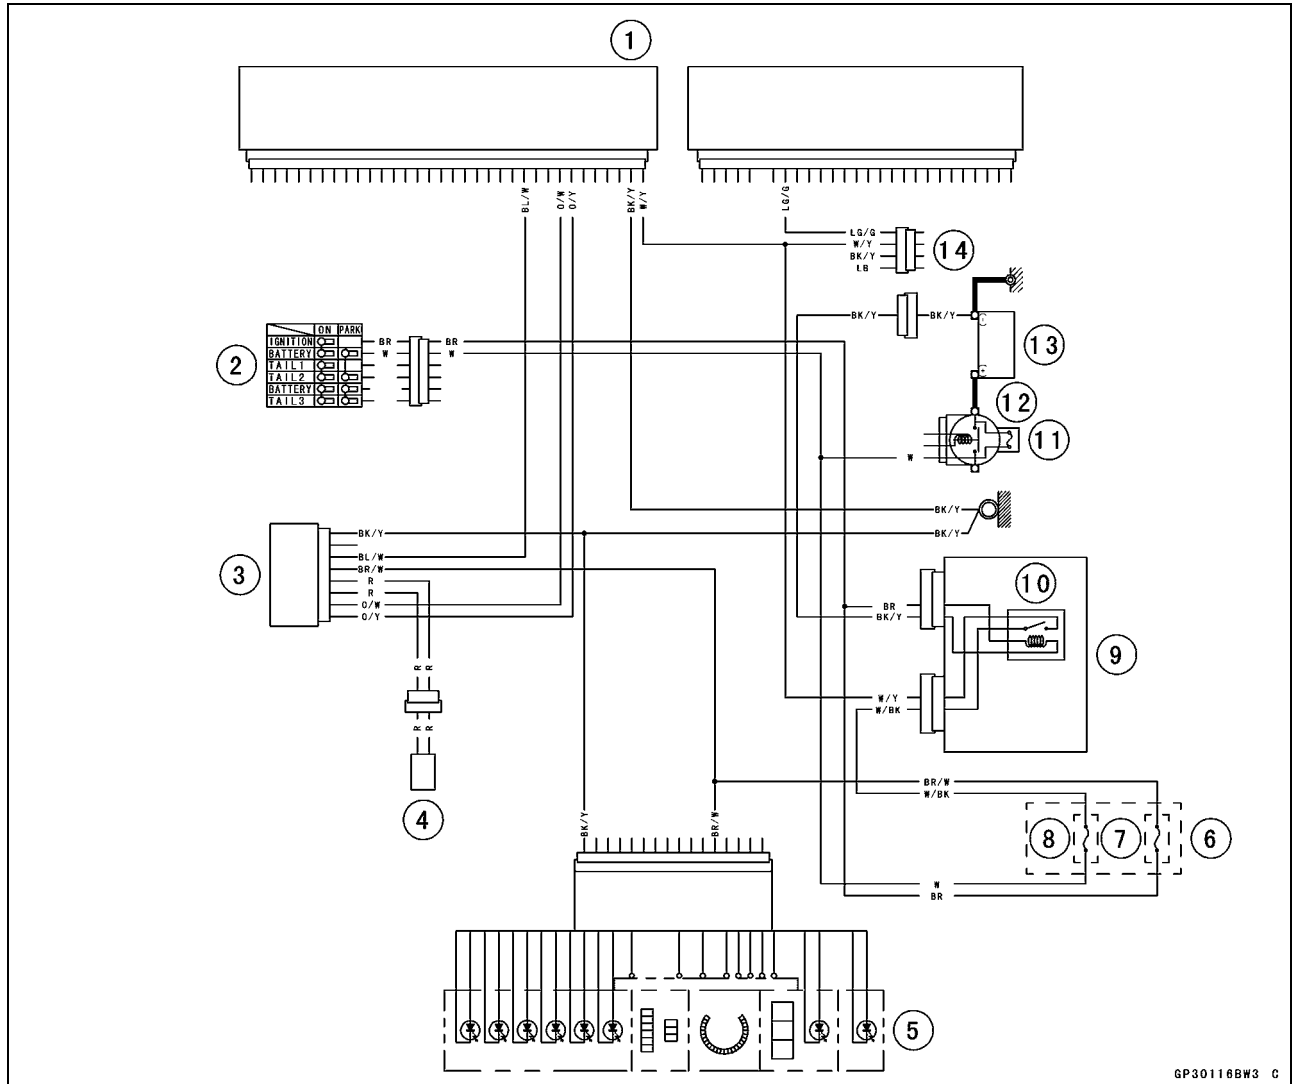 1
BL/W O/W O/Y BK/Y W/Y LG/G
LG/G
W/Y
BK/Y
LB
14
ON PARK
IGNITION
BATTERY
TAIL1
TAIL2
BATTERY
TAIL3
2
BR BR
W W
BK/Y BK/Y
13
12
11
W
BK/Y
BK/Y
3
BK/Y
BL/W
BR/W
R
R
O/W
O/Y
R R
R R
4
10
BR
BK/Y
9
W/Y
W/BK
BR/W
W/BK
8 7 6
W
BR
BK/Y BR/W
5
GP30116BW3 C